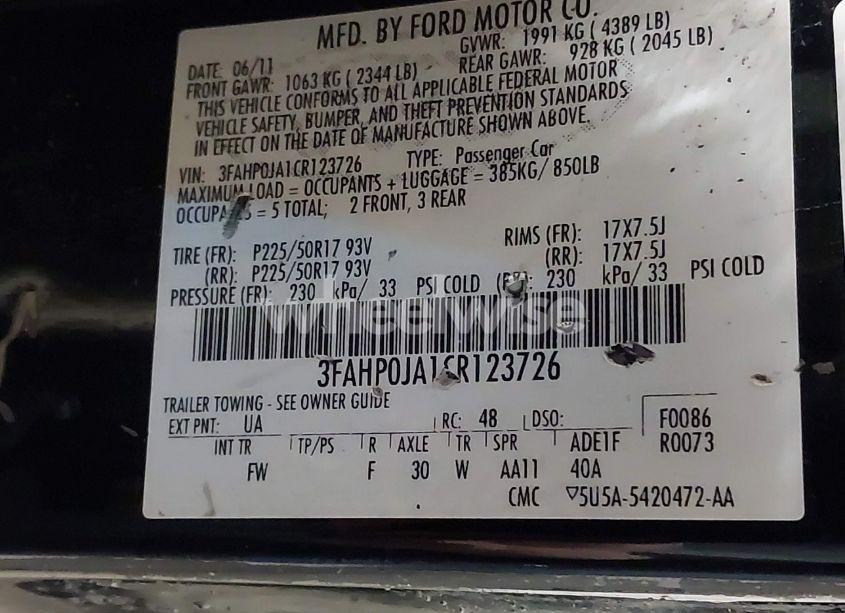 MFD. BY FORD MOTOR CO.
DATE: 06/11 GVWR: 1991 KG ( 4389 LB)
FRONT GAWR: 1063 KG ( 2344 LB) REAR GAWR: 928 KG ( 2045 LB)
THIS VEHICLE CONFORMS TO ALL APPLICABLE FEDERAL MOTOR
VEHICLE SAFETY, BUMPER, AND THEFT PREVENTION STANDARDS
IN EFFECT ON THE DATE OF MANUFACTURE SHOWN ABOVE.
VIN: 3FAHP0JA1CR123726 TYPE: Passenger Car
MAXIMUM LOAD = OCCUPANTS + LUGGAGE = 385KG/ 850LB
= 5 TOTAL; 2 FRONT, 3 REAR
TIRE (FR): P225/50R17 93V RIMS (FR): 17X7.5J
(RR): P225/50R17 93V (RR): 17X7.5J
PRESSURE (FR): 230 kPa/ 33 PSI COLD 230 kPa/ 33 PSI COLD
wheelwise
3FAHP0JA1CR123726
TRAILER TOWING - SEE OWNER GUIDE
EXT PNT: UA RC: 48 DSO: F0086
INT TR TP/PS R AXLE TR SPR ADE1F R0073
FW F 30 W AA11 40A
CMC ▽5U5A-5420472-AA